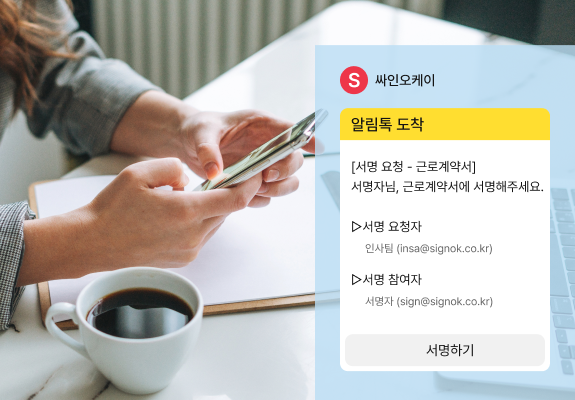 S 싸인오케이
알림톡 도착
[서명 요청 - 근로계약서]
서명자님, 근로계약서에 서명해주세요.
▷서명 요청자
인사팀 (insa@signok.co.kr)
▷서명 참여자
서명자 (sign@signok.co.kr)
서명하기